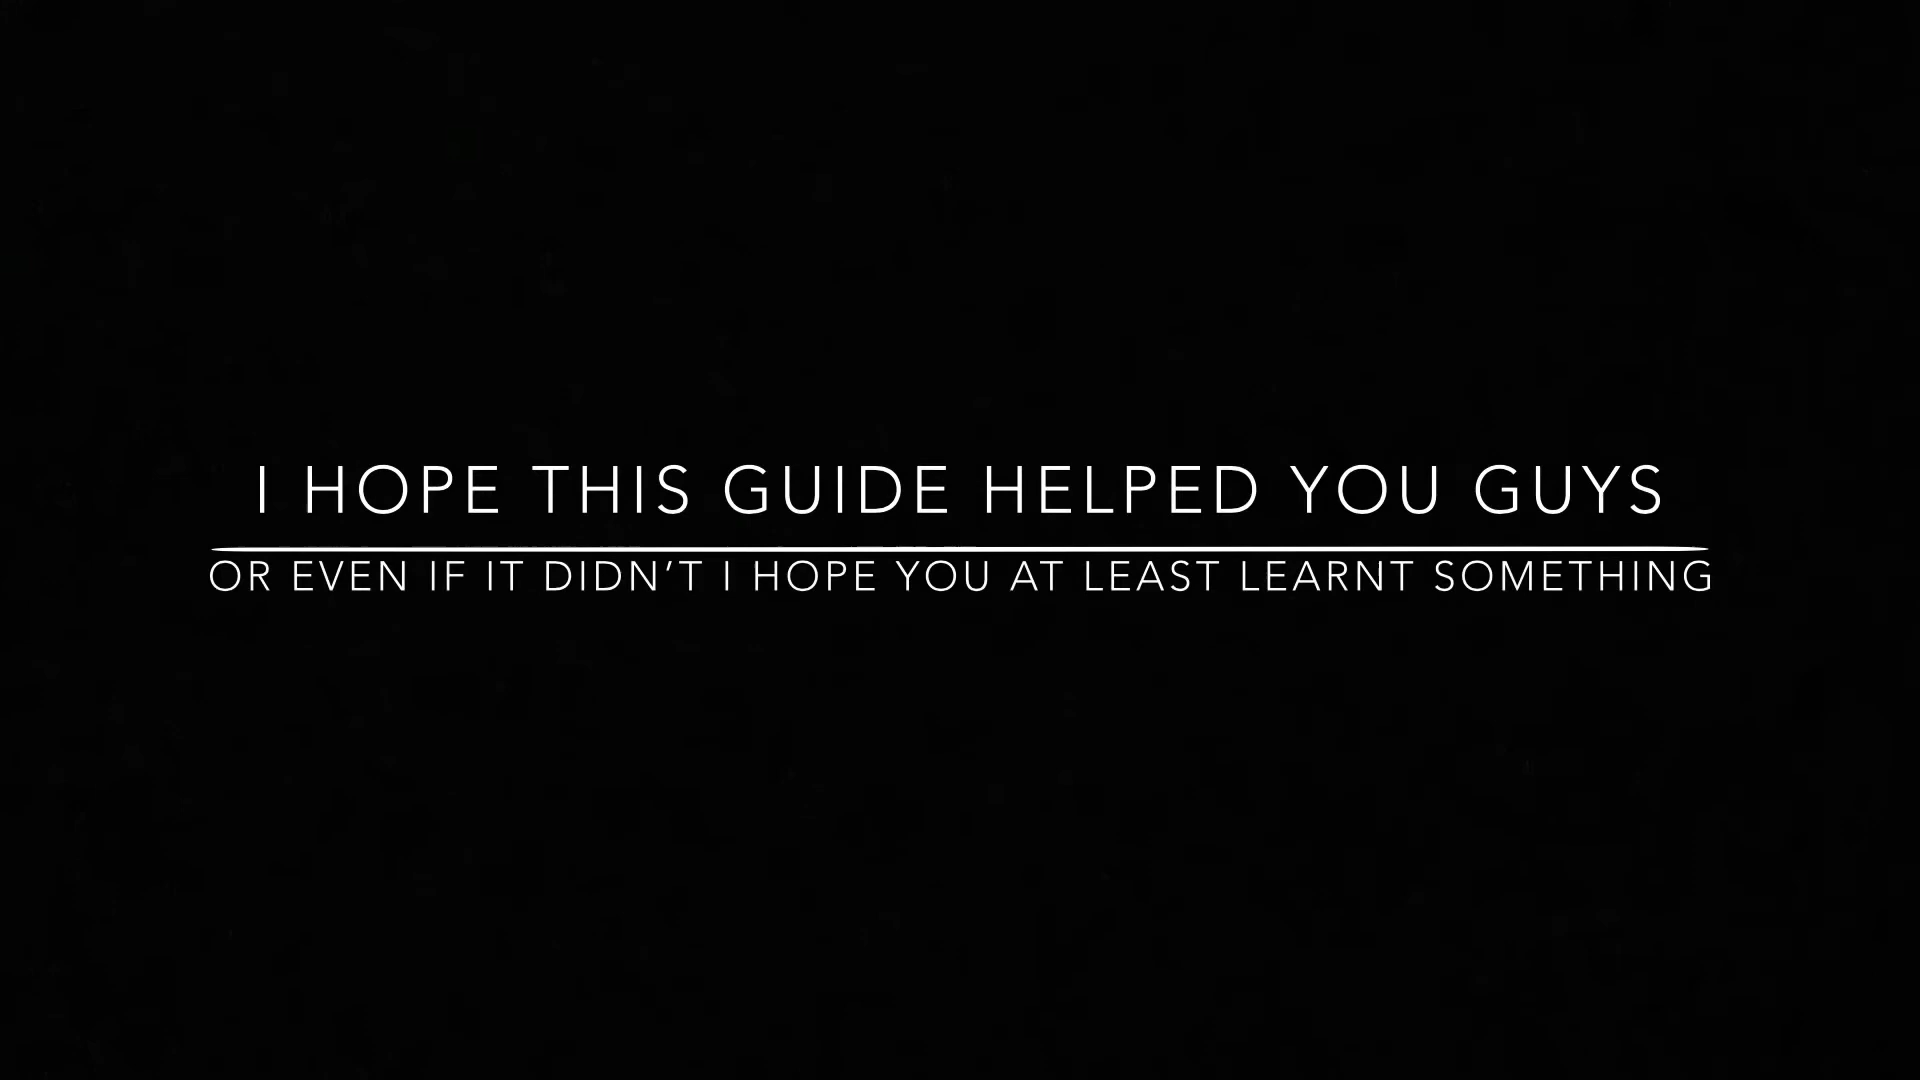 I HOPE THIS GUIDE HELPED YOU GUYS
OR EVEN IF IT DIDN’T I HOPE YOU AT LEAST LEARNT SOMETHING